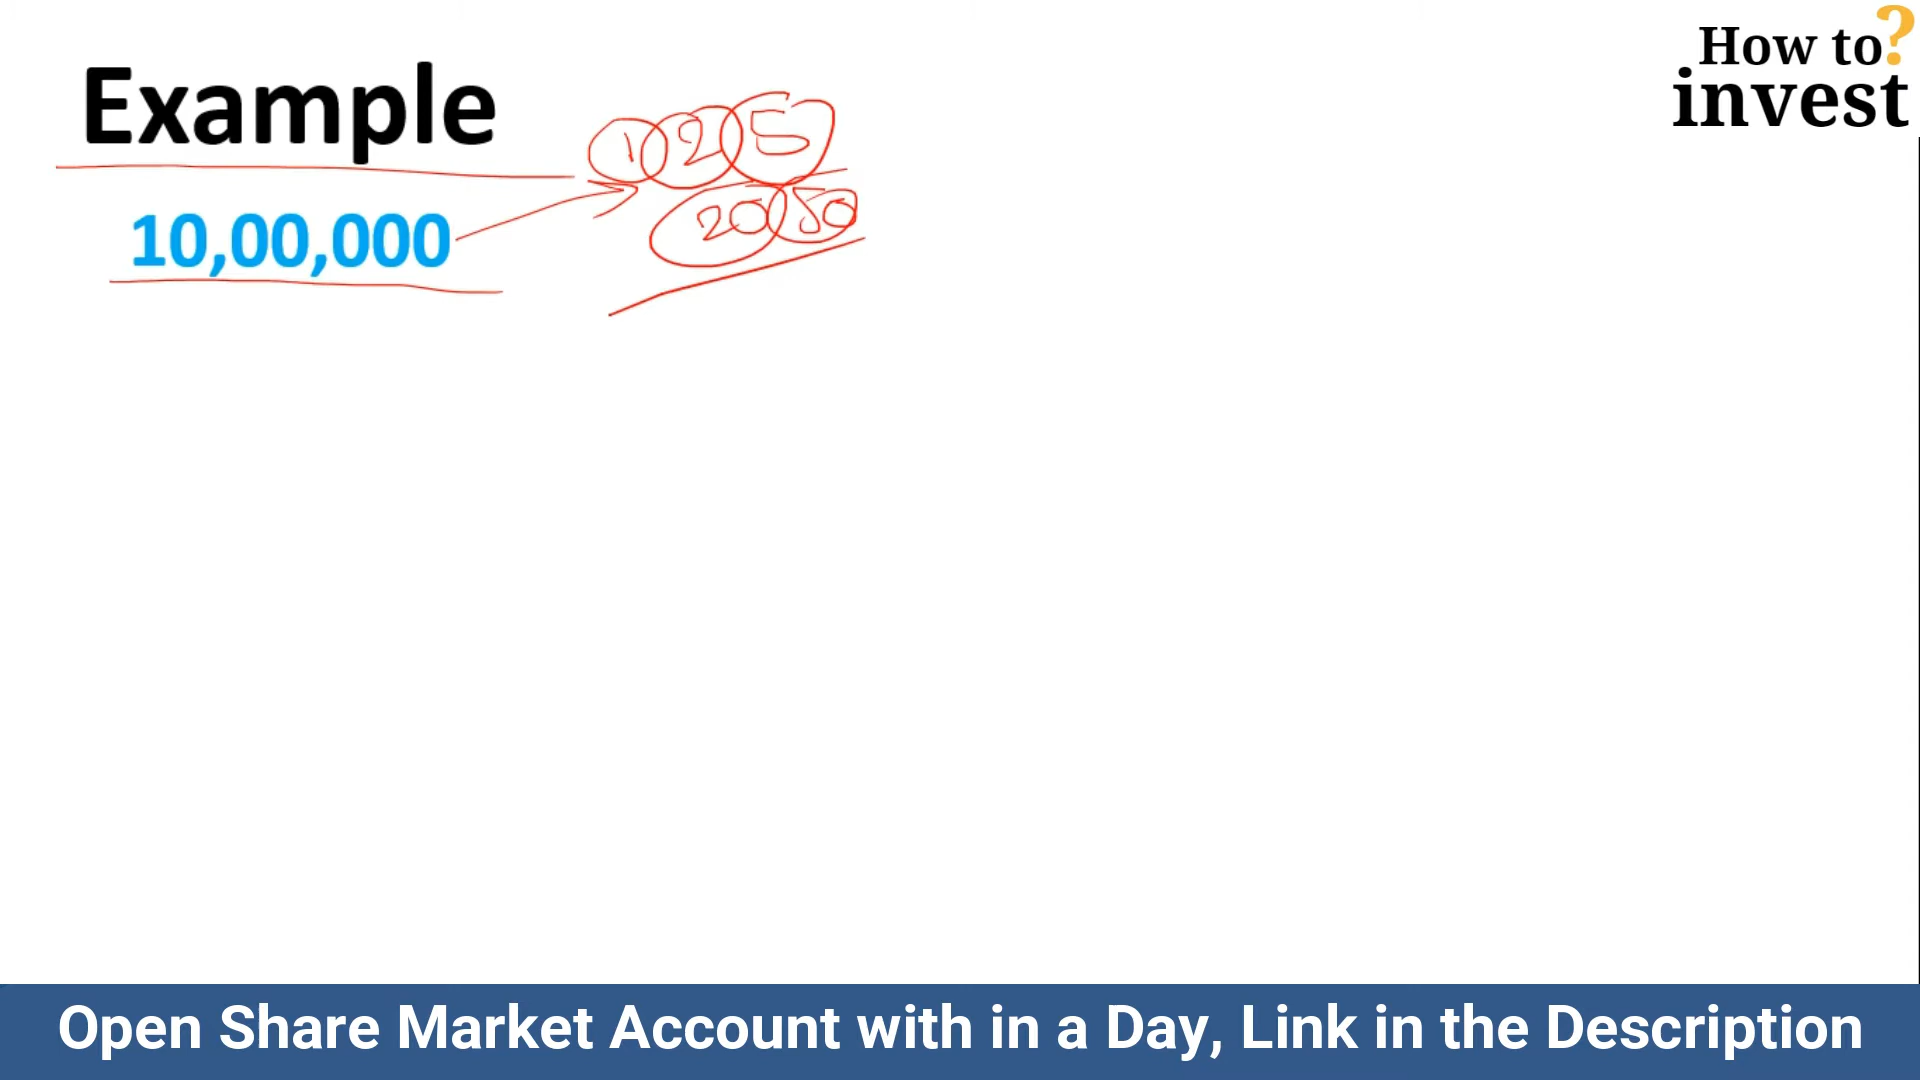 How to?
invest
Example
1 2 5
10,00,000
20 50
Open Share Market Account with in a Day, Link in the Description